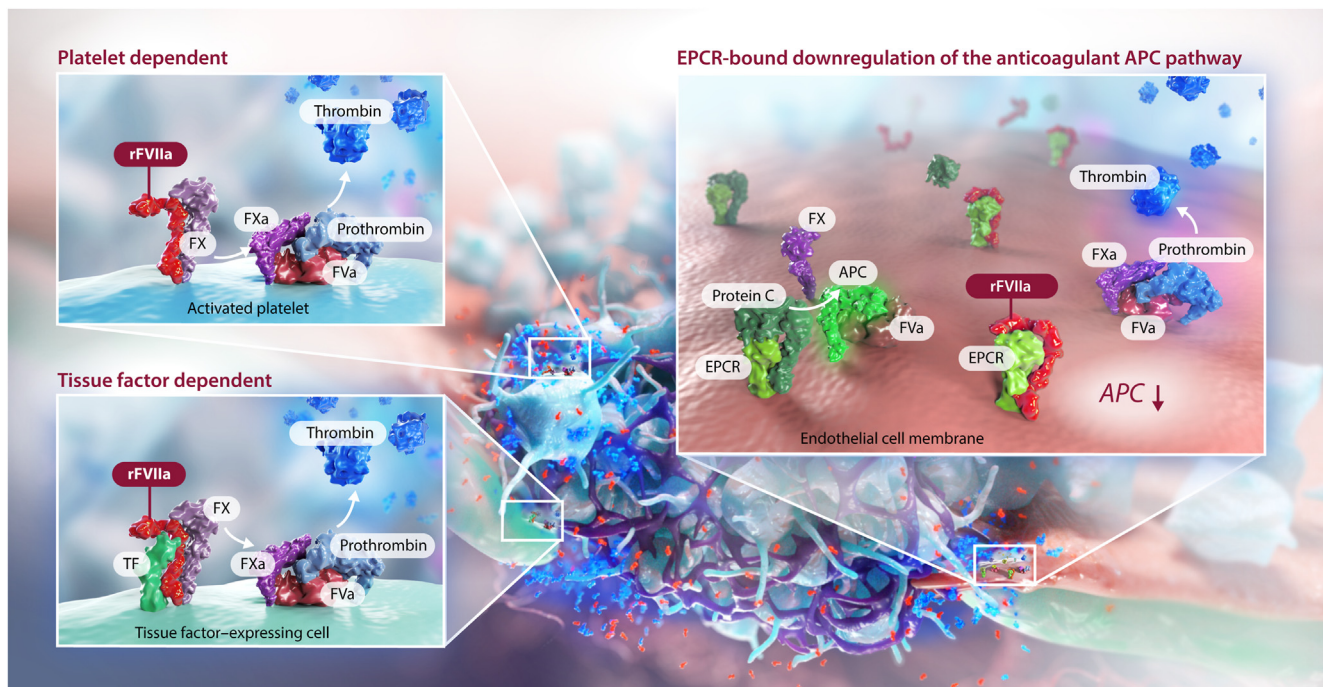 Platelet dependent
Thrombin
rFVIIa
FXa
FX
Prothrombin
FVa
Activated platelet
Tissue factor dependent
Thrombin
rFVIIa
FX
TF
FXa
Prothrombin
FVa
Tissue factor–expressing cell
EPCR-bound downregulation of the anticoagulant APC pathway
Thrombin
FX
Prothrombin
FXa
APC
Protein C
rFVIIa
FVa
FVa
EPCR
EPCR
APC ↓
Endothelial cell membrane